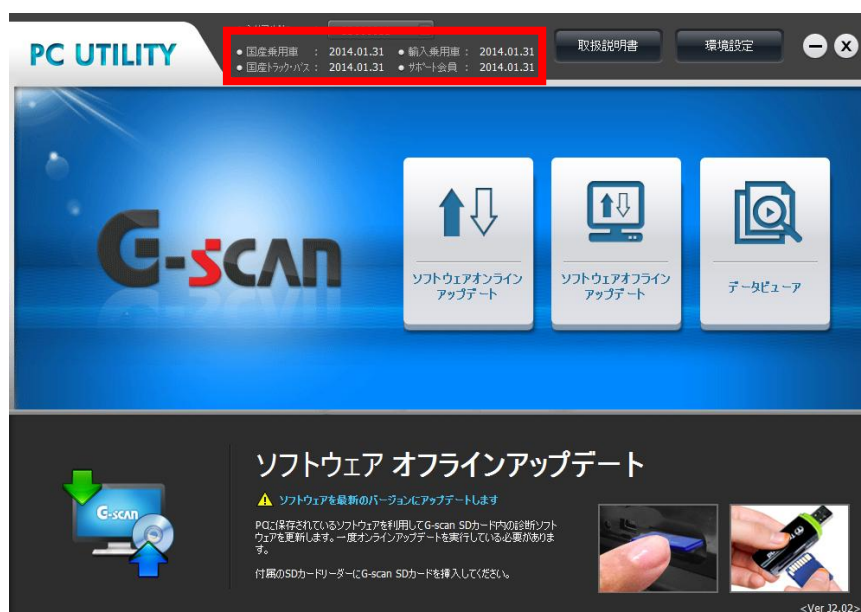 PC UTILITY
● 国産乗用車 : 2014.01.31 ● 輸入乗用車 : 2014.01.31
● 国産トラック・バス : 2014.01.31 ● サポート会員 : 2014.01.31
取扱説明書
環境設定
G-scan
ソフトウェアオンライン
アップデート
ソフトウェアオフライン
アップデート
データビューア
ソフトウェア オフラインアップデート
ソフトウェアを最新のバージョンにアップデートします
PCに保存されているソフトウェアを利用してG-scan SDカード内の診断ソフト
ウェアを更新します。一度オンラインアップデートを実行している必要がありま
す。
付属のSDカードリーダーにG-scan SDカードを挿入してください。
G-scan
<Ver J2.02>